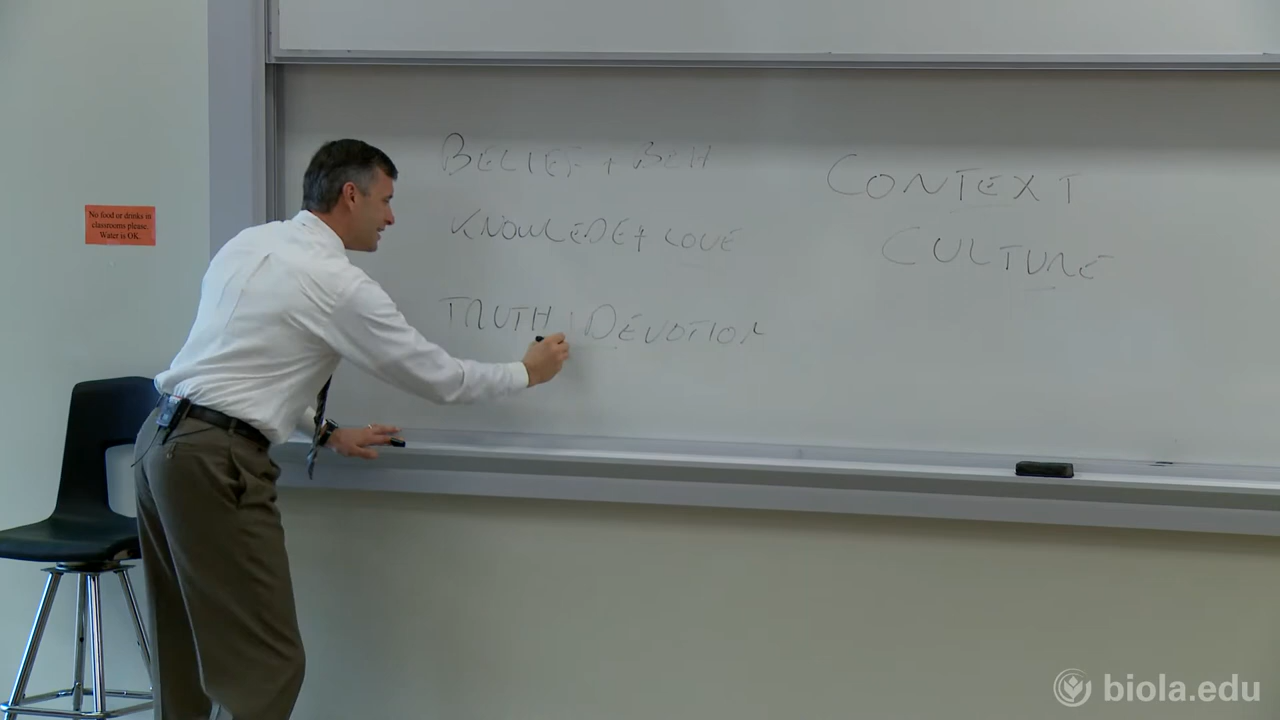 No food or drinks in
classrooms please.
Water is OK.
BELIEF + BEH
KNOWLEDE + LOVE
TRUTH + DEVOTION
CONTEXT
CULTURE
biola.edu